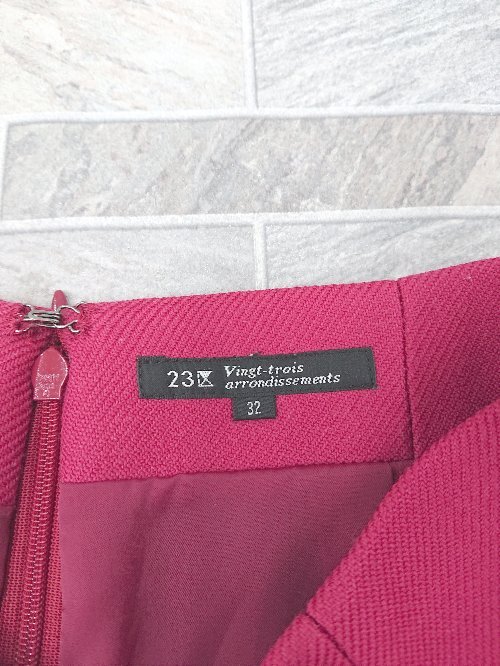 23区 Vingt-trois
arrondissements
32